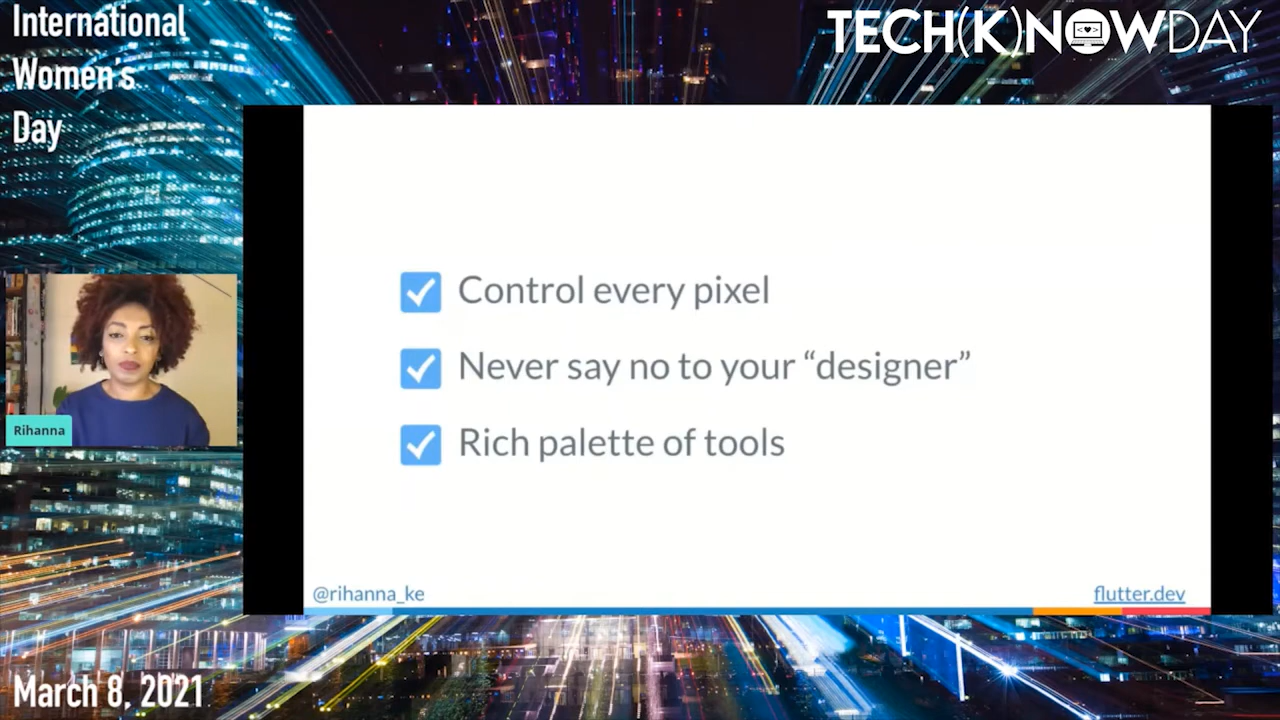 International
Women's
Day
TECH(K)NOWDAY
Control every pixel
Never say no to your “designer”
Rich palette of tools
Rihanna
@rihanna_ke
flutter.dev
March 8, 2021